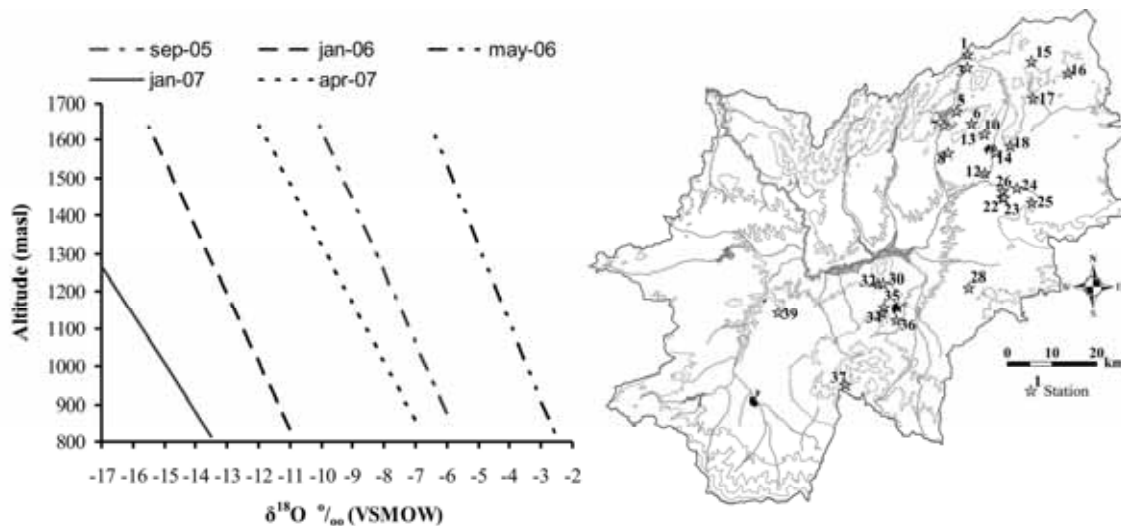 sep-05 jan-06 may-06
jan-07 apr-07
1700
1600
1500
1400
1300
1200
1100
1000
900
800
Altitude (masl)
-17 -16 -15 -14 -13 -12 -11 -10 -9 -8 -7 -6 -5 -4 -3 -2
δ18O º/oo (VSMOW)
1
3
15
16
17
5
6
10
13
18
8
14
12
26
24
22 23 25
28
32 30
35
39
34
36
37
N
E
S
0 10 20
km
1
Station